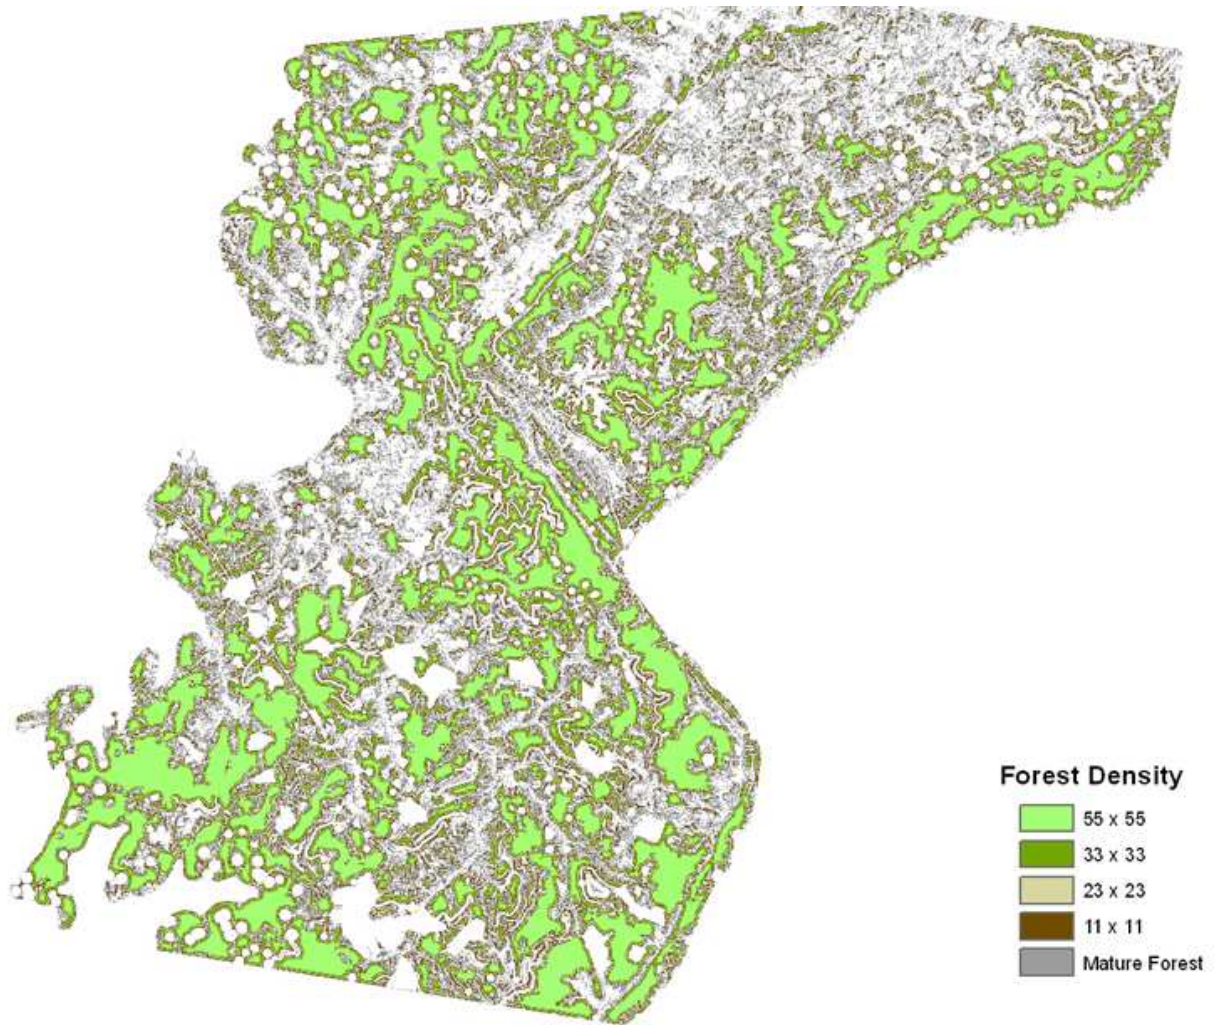 Forest Density
55 x 55
33 x 33
23 x 23
11 x 11
Mature Forest